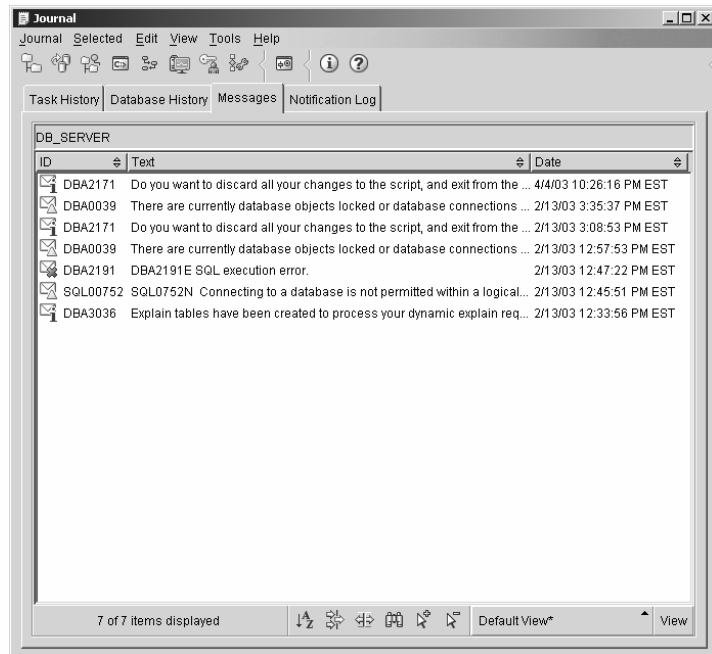 Journal
Journal Selected Edit View Tools Help
Task History Database History Messages Notification Log
DB_SERVER
ID Text Date
DBA2171 Do you want to discard all your changes to the script, and exit from the ... 4/4/03 10:26:16 PM EST
DBA0039 There are currently database objects locked or database connections ... 2/13/03 3:35:37 PM EST
DBA2171 Do you want to discard all your changes to the script, and exit from the ... 2/13/03 3:08:53 PM EST
DBA0039 There are currently database objects locked or database connections ... 2/13/03 12:57:53 PM EST
DBA2191 DBA2191E SQL execution error. 2/13/03 12:47:22 PM EST
SQL00752 SQL0752N Connecting to a database is not permitted within a logical... 2/13/03 12:45:51 PM EST
DBA3036 Explain tables have been created to process your dynamic explain req... 2/13/03 12:33:56 PM EST
7 of 7 items displayed Default View* View